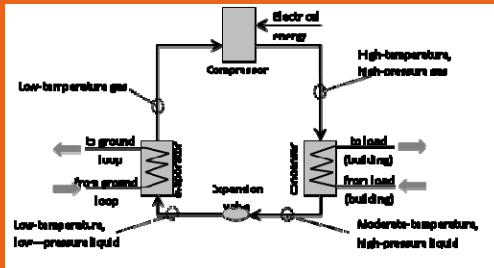 Electrical
energy
Compressor
High-temperature,
high-pressure gas
Low-temperature gas
to ground
loop
from ground
loop
Evaporator
Condenser
to load
(building)
from load
(building)
Expansion
valve
Low-temperature,
low—pressure liquid
Moderate-temperature,
high-pressure liquid